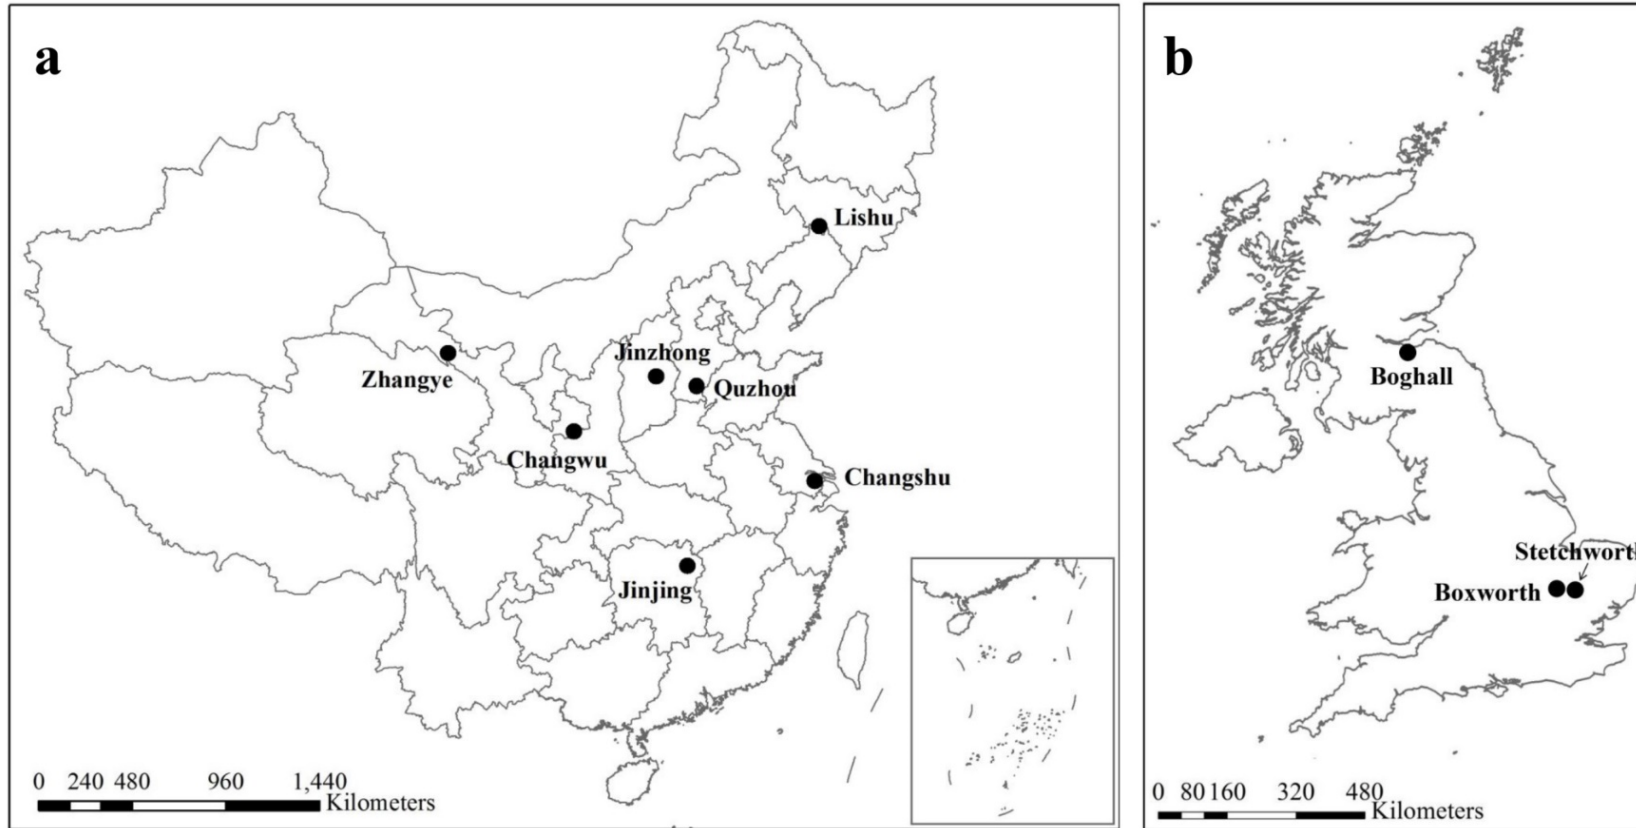 a
b
Lishu
Jinzhong
Zhangye
Quzhou
Changwu
Changshu
Jinjing
0 240 480 960 1,440
Kilometers
Boghall
Stetchworth
Boxworth
0 80 160 320 480
Kilometers